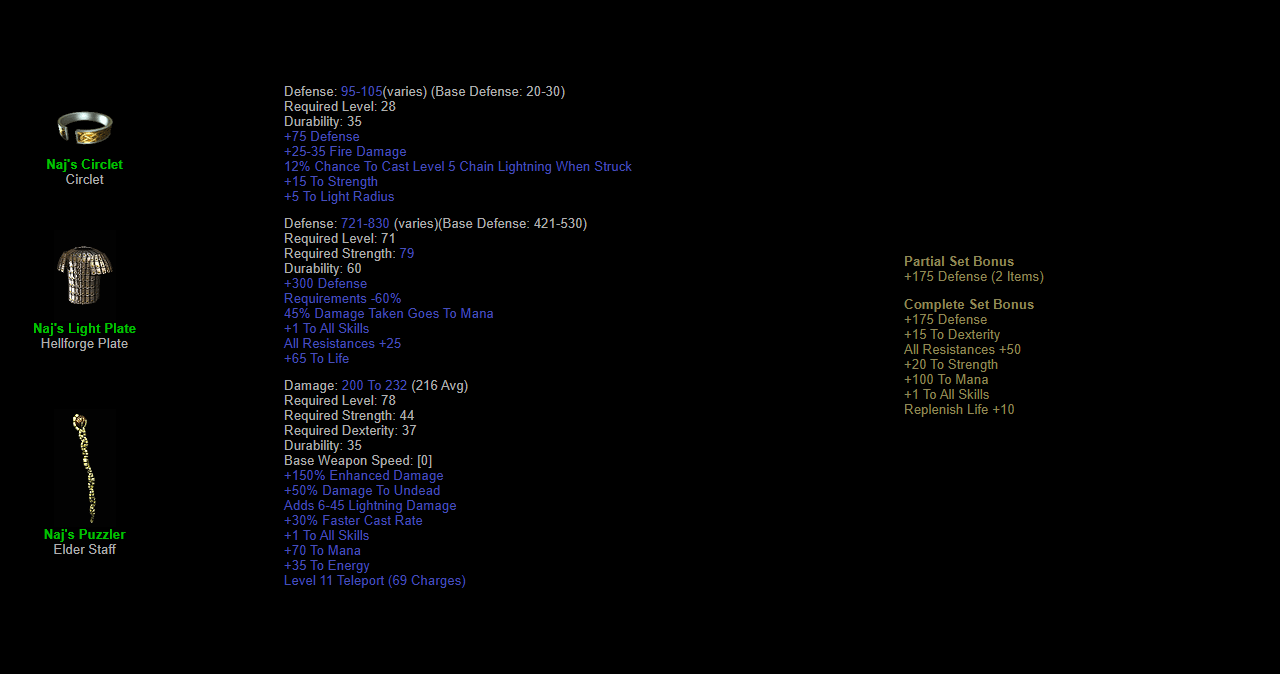 Naj's Circlet
Circlet
Defense: 95-105(varies) (Base Defense: 20-30)
Required Level: 28
Durability: 35
+75 Defense
+25-35 Fire Damage
12% Chance To Cast Level 5 Chain Lightning When Struck
+15 To Strength
+5 To Light Radius
Naj's Light Plate
Hellforge Plate
Defense: 721-830 (varies)(Base Defense: 421-530)
Required Level: 71
Required Strength: 79
Durability: 60
+300 Defense
Requirements -60%
45% Damage Taken Goes To Mana
+1 To All Skills
All Resistances +25
+65 To Life
Naj's Puzzler
Elder Staff
Damage: 200 To 232 (216 Avg)
Required Level: 78
Required Strength: 44
Required Dexterity: 37
Durability: 35
Base Weapon Speed: [0]
+150% Enhanced Damage
+50% Damage To Undead
Adds 6-45 Lightning Damage
+30% Faster Cast Rate
+1 To All Skills
+70 To Mana
+35 To Energy
Level 11 Teleport (69 Charges)
Partial Set Bonus
+175 Defense (2 Items)
Complete Set Bonus
+175 Defense
+15 To Dexterity
All Resistances +50
+20 To Strength
+100 To Mana
+1 To All Skills
Replenish Life +10